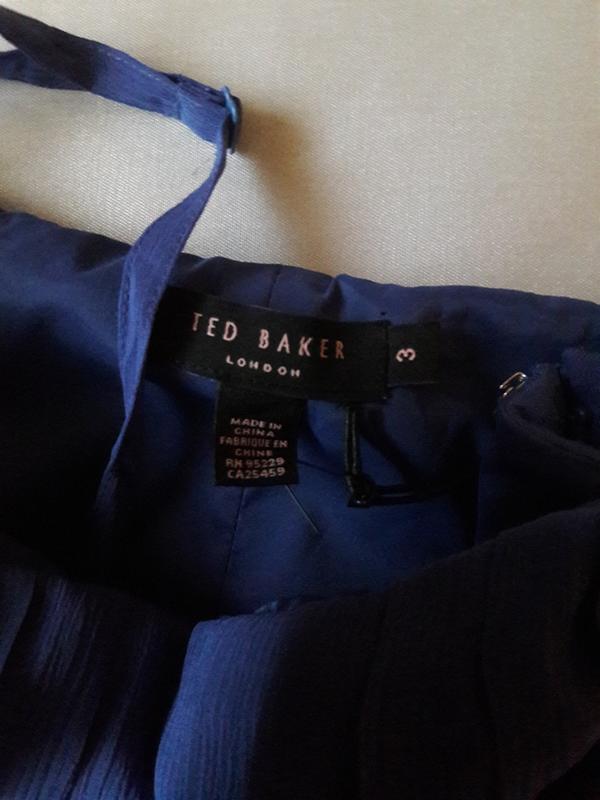 TED BAKER
LONDON
3
MADE IN
CHINA
FABRIQUE EN
CHINE
RN 95229
CA25459